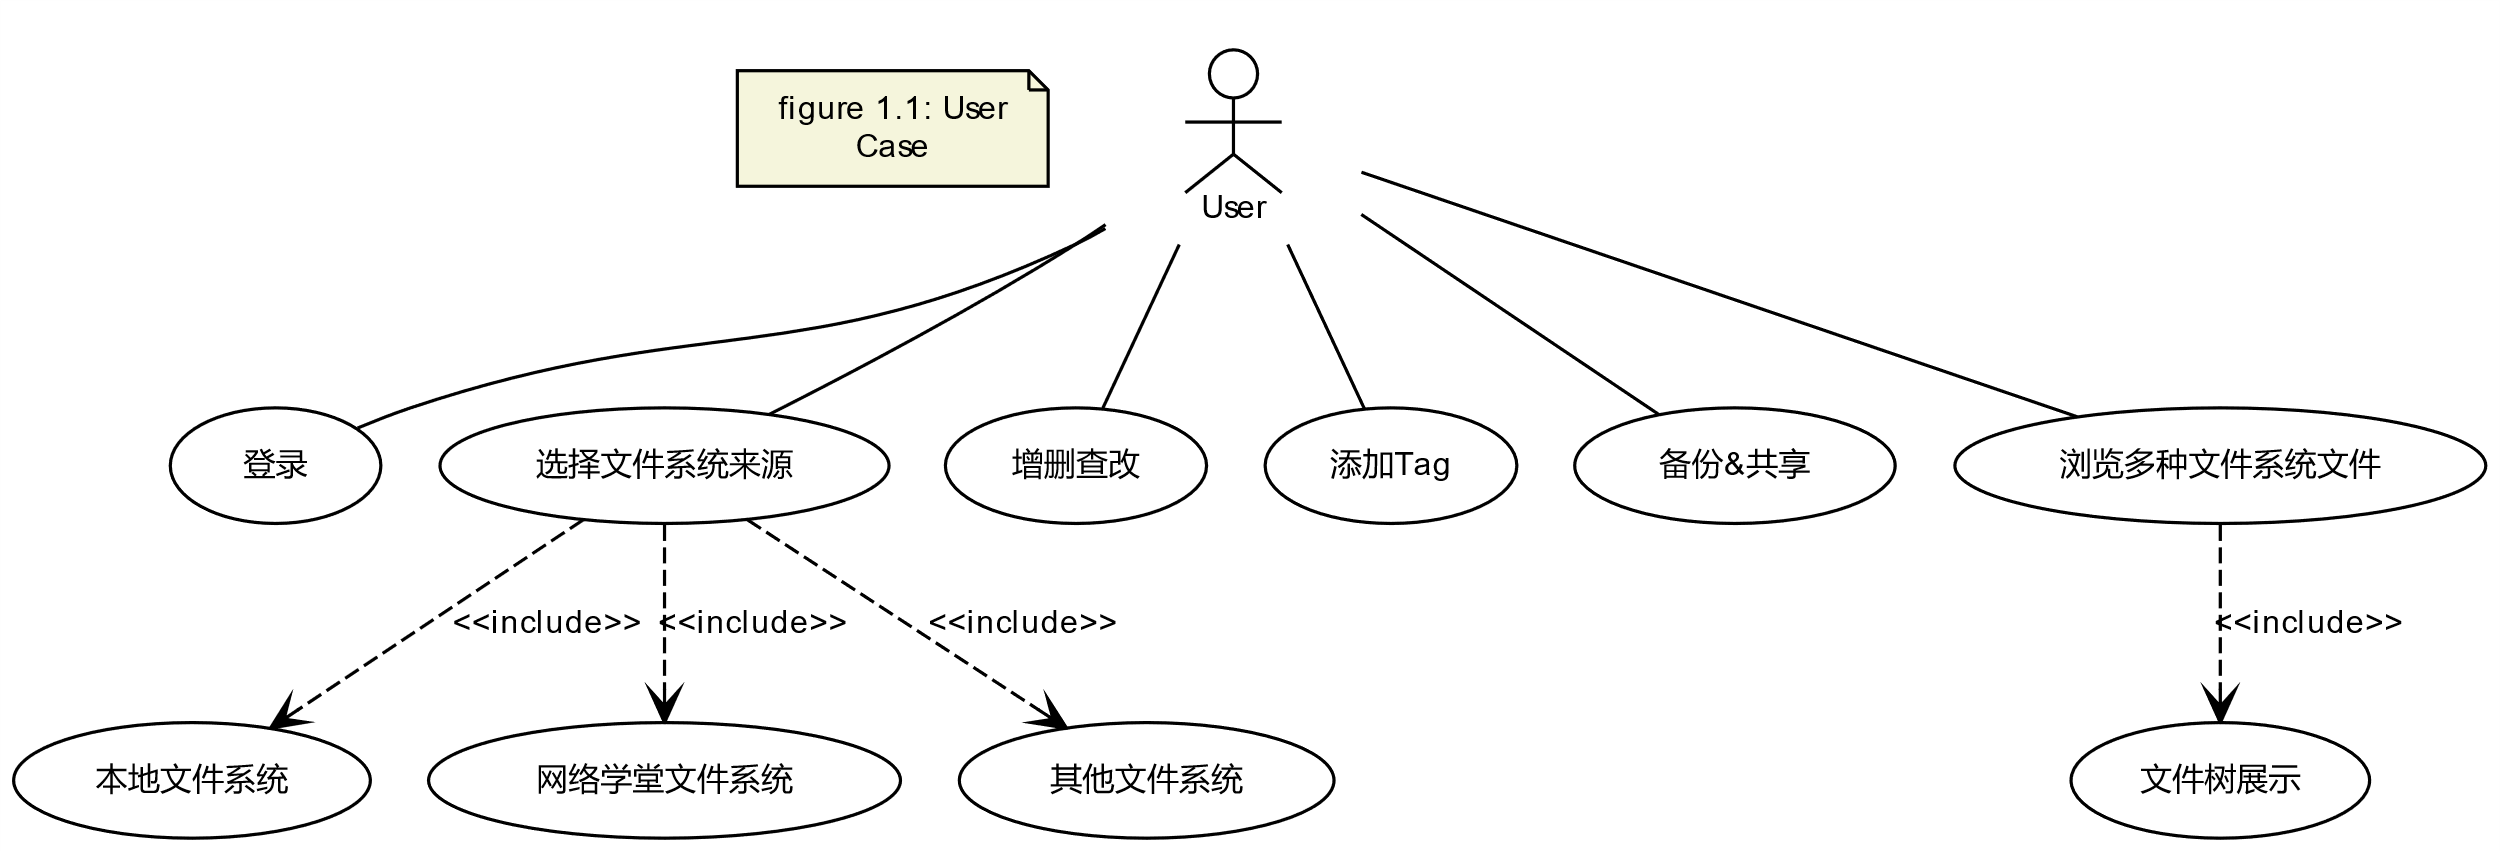 figure 1.1: User
Case
User
登录
选择文件系统来源
增删查改
添加Tag
备份&共享
浏览多种文件系统文件
<<include>>
<<include>>
<<include>>
<<include>>
本地文件系统
网络学堂文件系统
其他文件系统
文件树展示